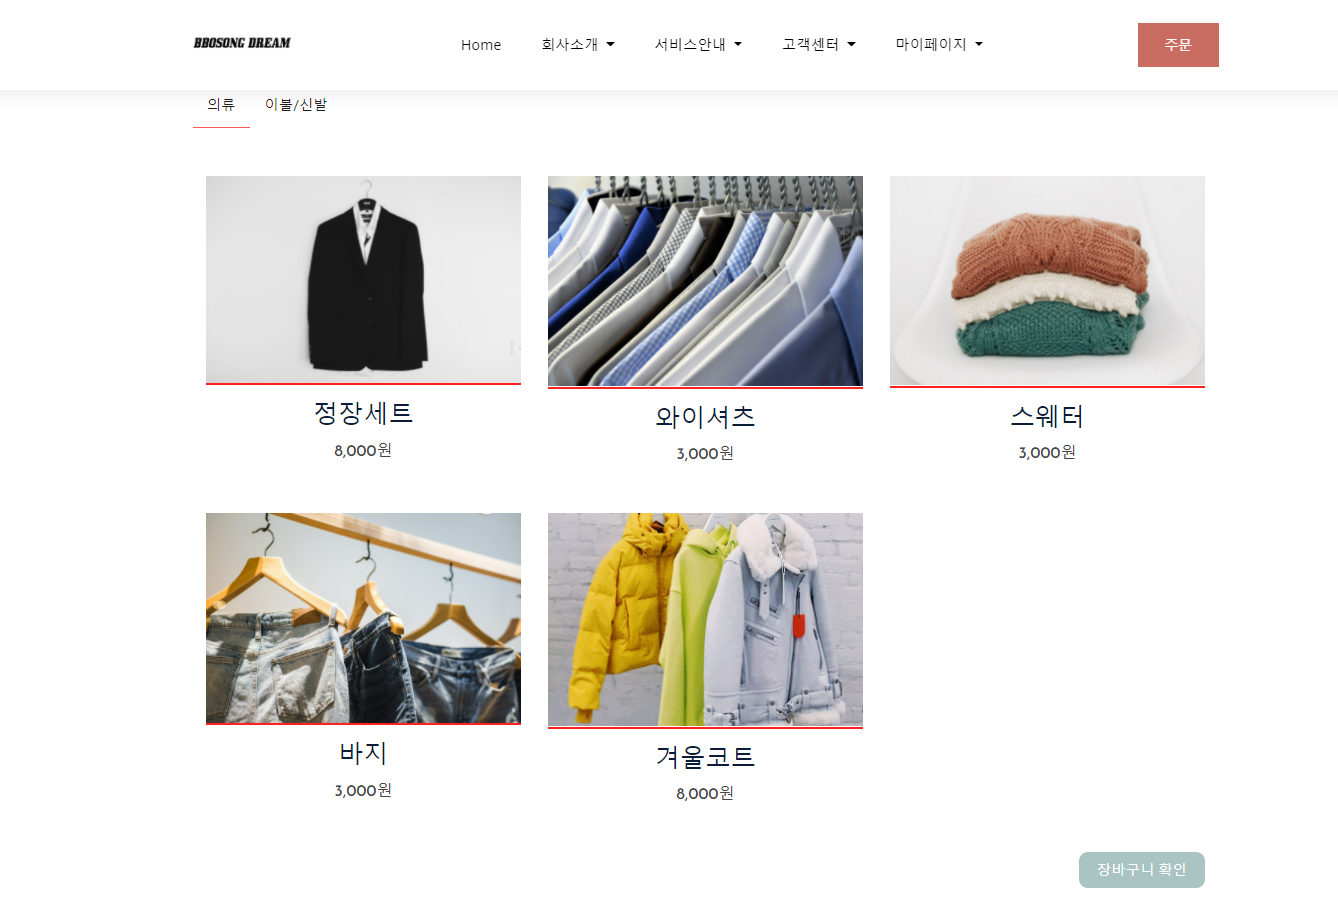 BBOSONG DREAM
Home
회사소개
서비스안내
고객센터
마이페이지
주문
의류
이불/신발
정장세트
8,000원
와이셔츠
3,000원
스웨터
3,000원
바지
3,000원
겨울코트
8,000원
장바구니 확인